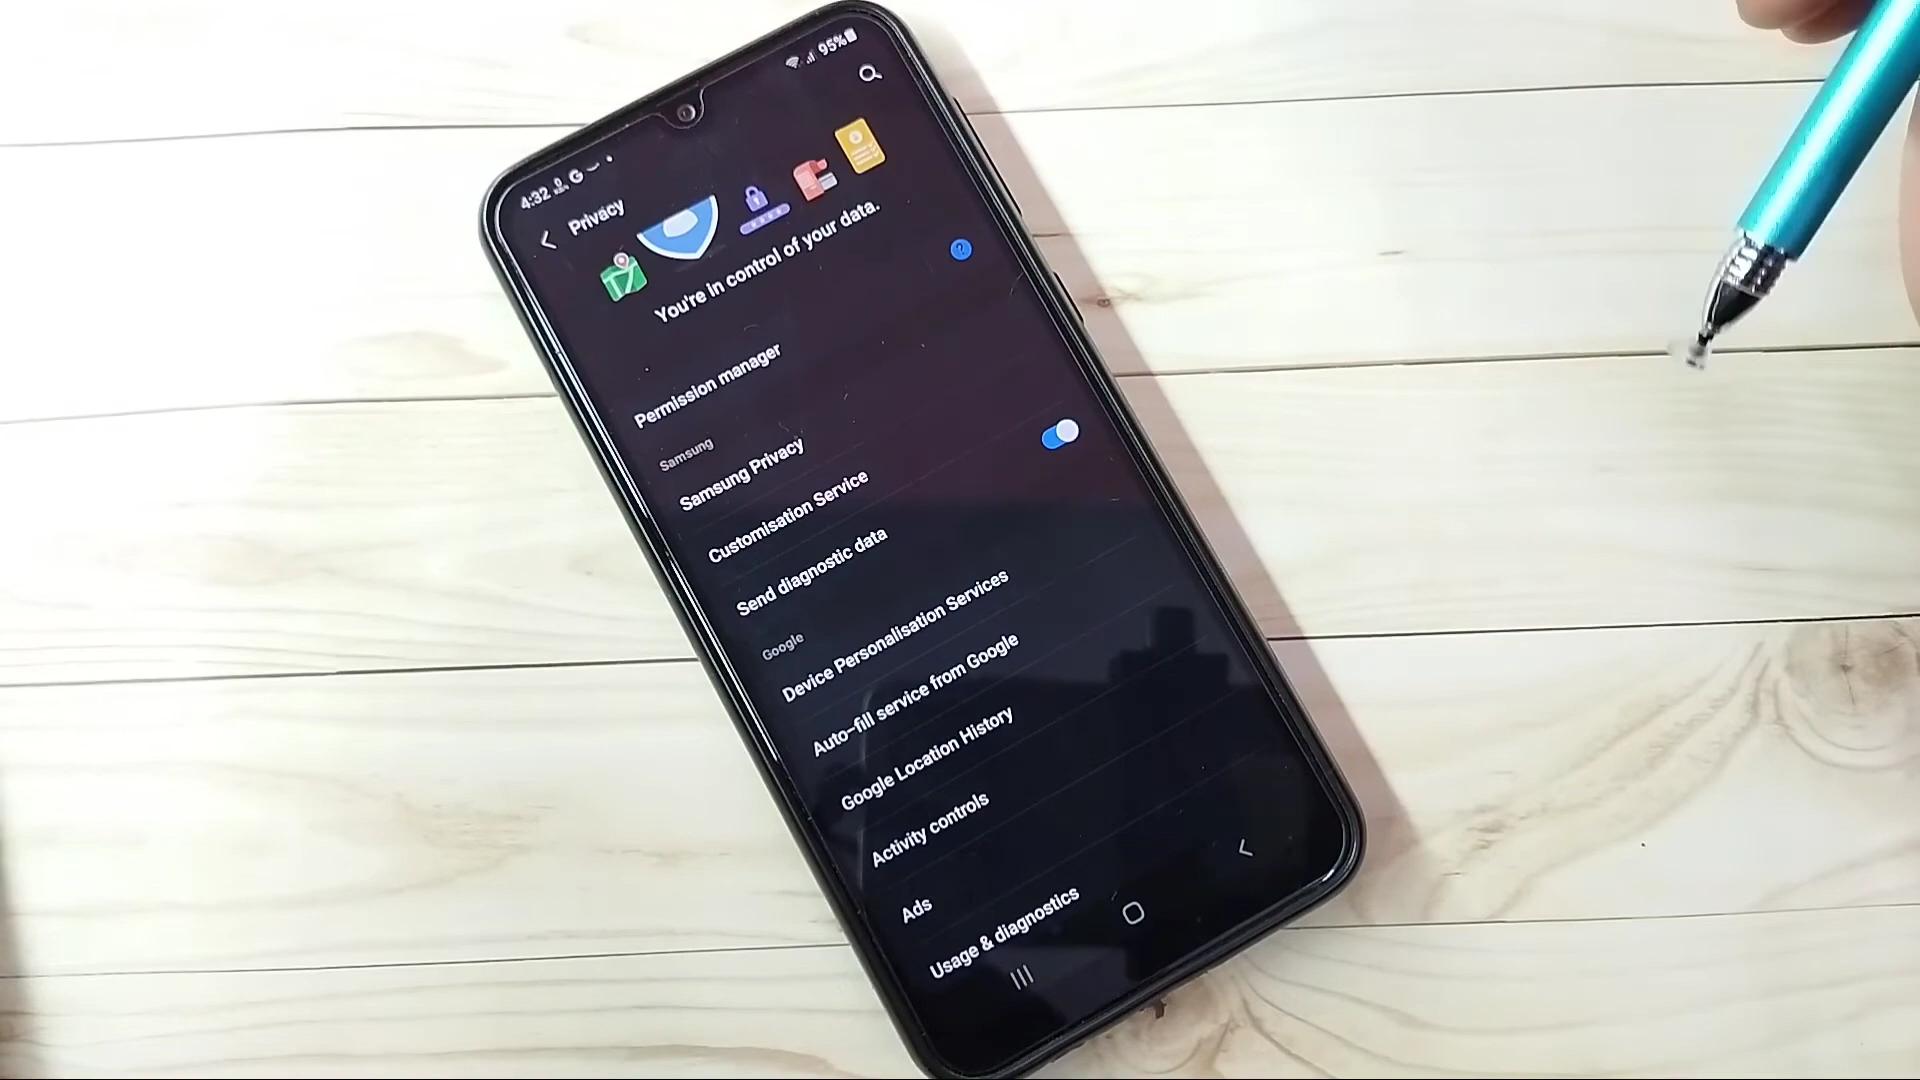 4:32 G 95%
Privacy
You're in control of your data.
Permission manager
Samsung
Samsung Privacy
Customisation Service
Send diagnostic data
Google
Device Personalisation Services
Auto-fill service from Google
Google Location History
Activity controls
Ads
Usage & diagnostics